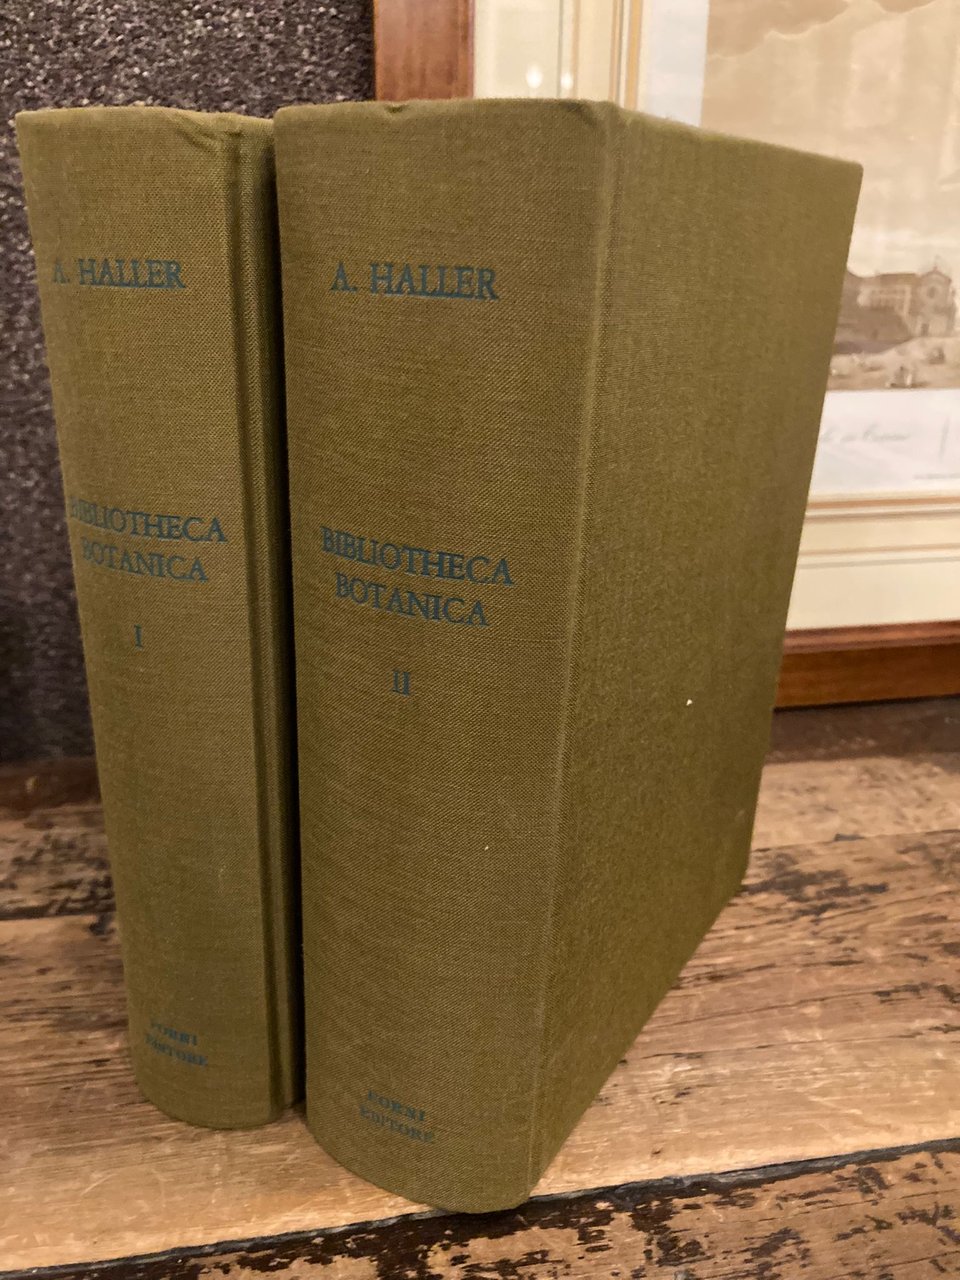 A. HALLER
BIBLIOTHECA
BOTANICA
I
FORNI
EDITORE
A. HALLER
BIBLIOTHECA
BOTANICA
II
FORNI
EDITORE